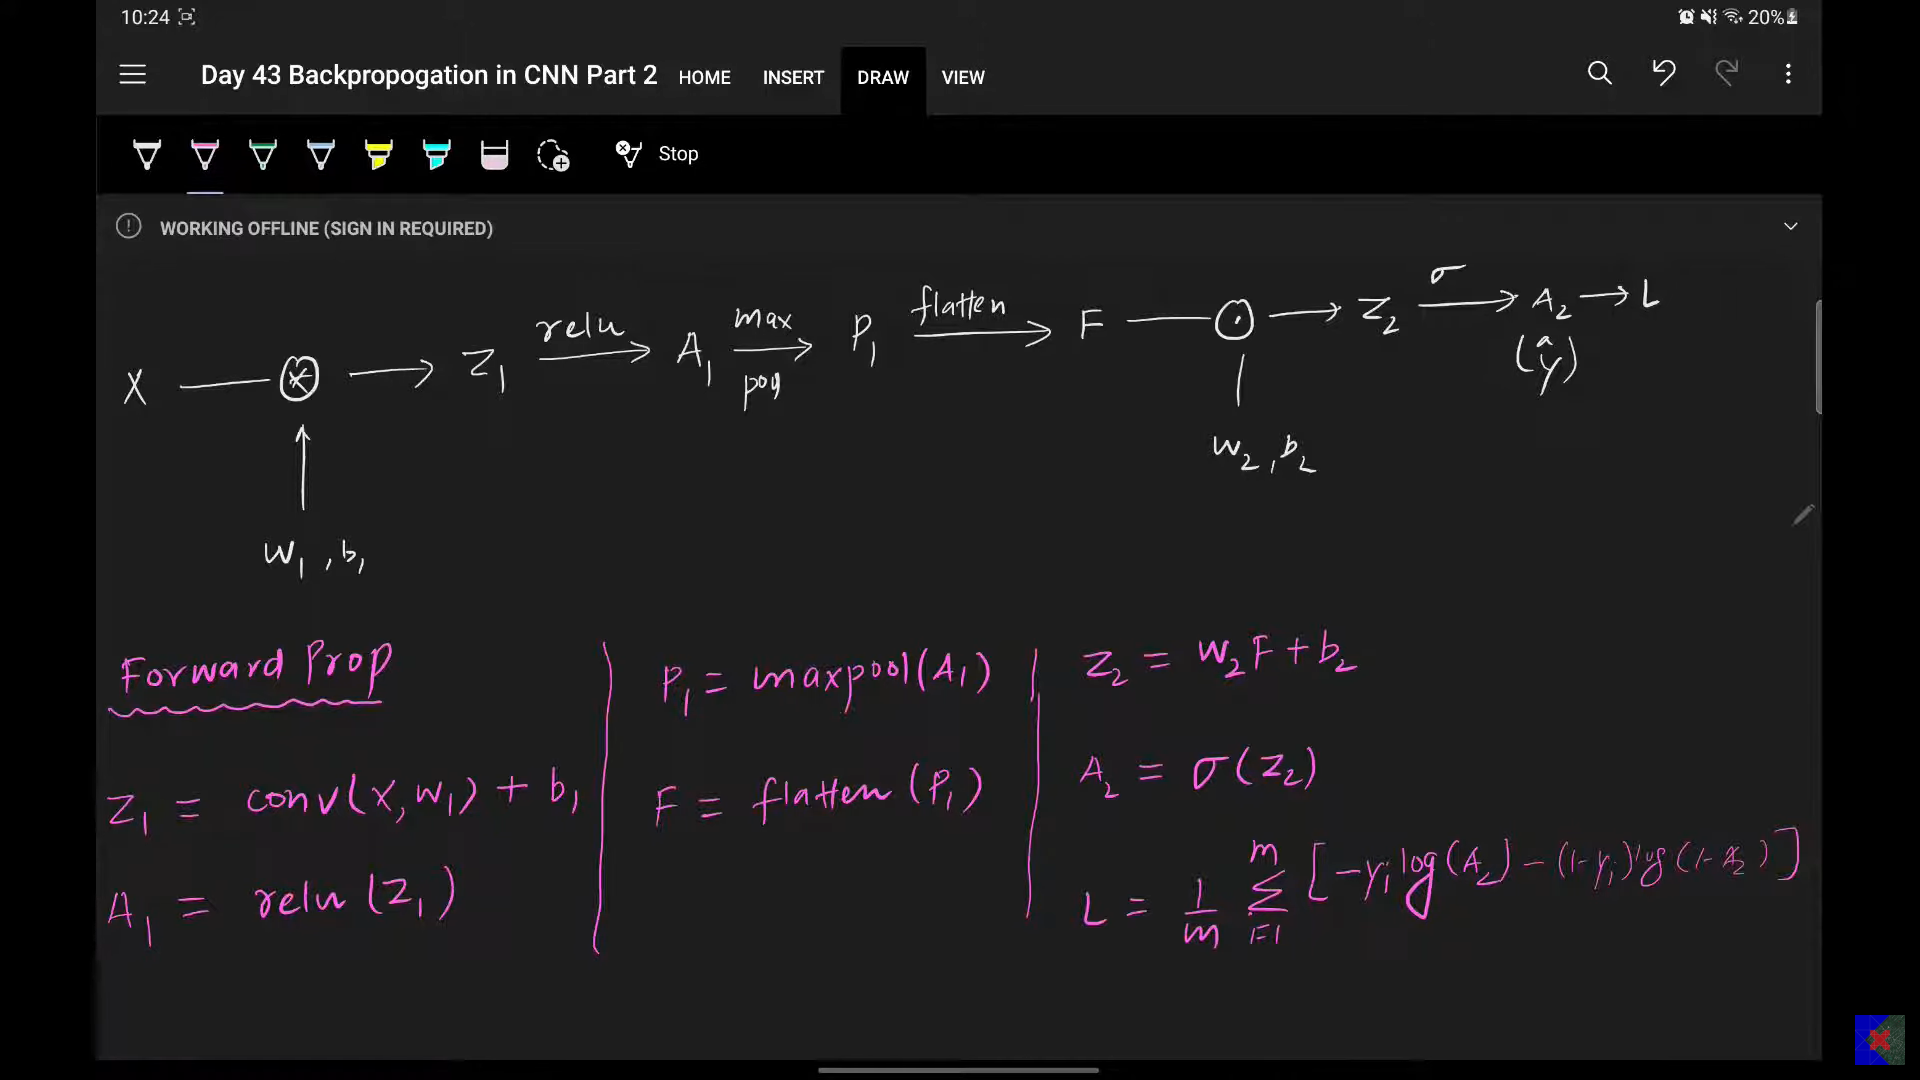 10:24 20%
Day 43 Backpropogation in CNN Part 2 HOME INSERT DRAW VIEW
Stop
WORKING OFFLINE (SIGN IN REQUIRED)
X → Z₁ relu → A₁ max pool → P₁ flatten → F → Z₂ σ → A₂ → L
(ŷ)
W₁, b₁
W₂, b₂
Forward Prop
Z₁ = conv(X, W₁) + b₁
A₁ = relu(Z₁)
P₁ = maxpool(A₁)
F = flatten(P₁)
Z₂ = W₂F + b₂
A₂ = σ(Z₂)
L = 1/m Σ i=1 m [-yᵢ log(A₂) - (1-yᵢ) log(1-A₂)]